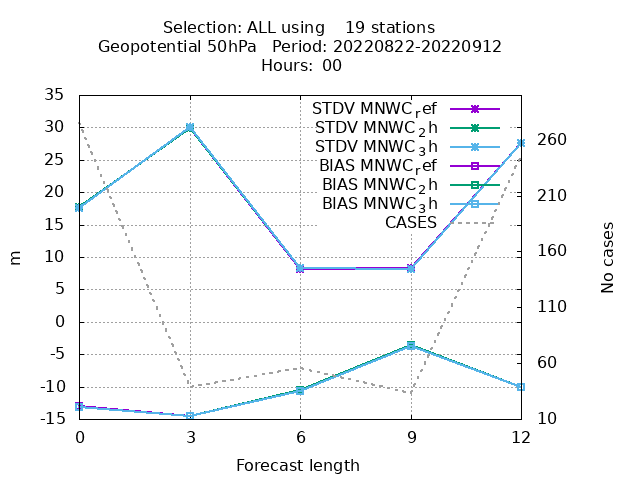 Selection: ALL using    19 stations
Geopotential 50hPa   Period: 20220822-20220912
Hours: 00
STDV MNWC_ref
STDV MNWC_2h
STDV MNWC_3h
BIAS MNWC_ref
BIAS MNWC_2h
BIAS MNWC_3h
CASES
35
30
25
20
15
10
5
0
-5
-10
-15
m
260
210
160
110
60
10
No cases
0 3 6 9 12
Forecast length